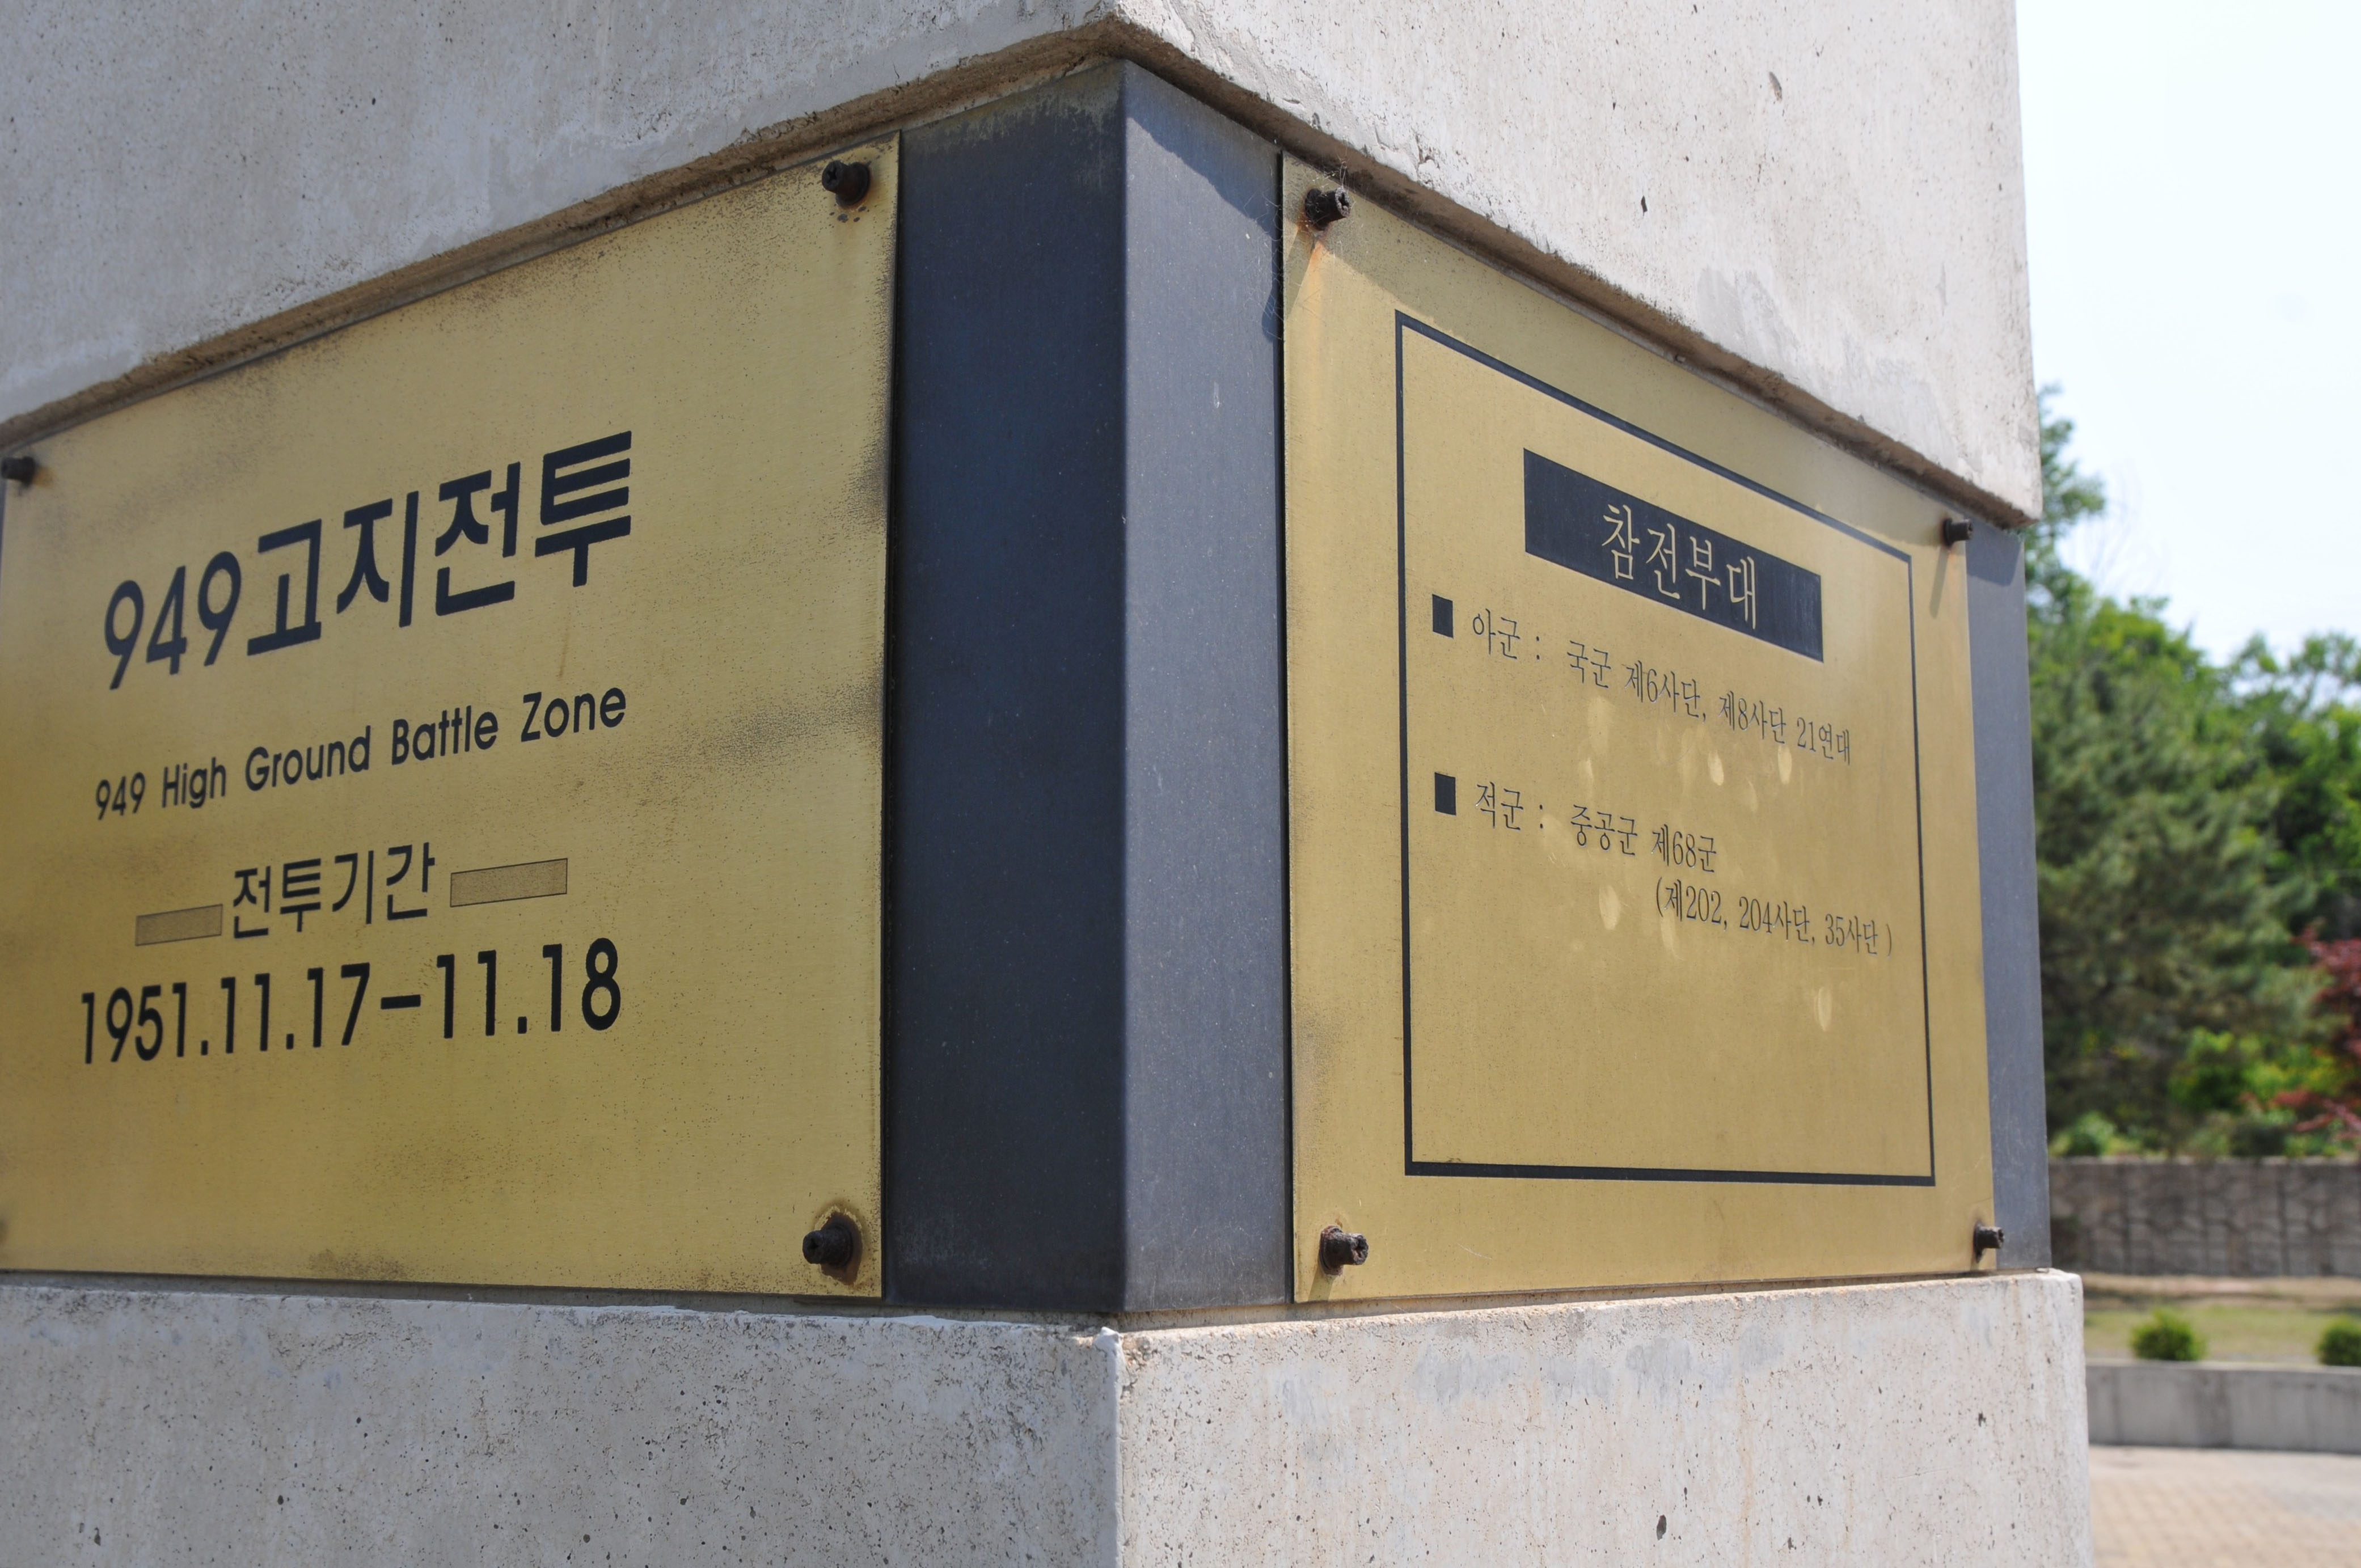 949고지전투
949 High Ground Battle Zone
전투기간
1951.11.17-11.18
참전부대
■ 아군 : 국군 제6사단, 제8사단 21연대
■ 적군 : 중공군 제68군
(제202, 204사단, 35사단)